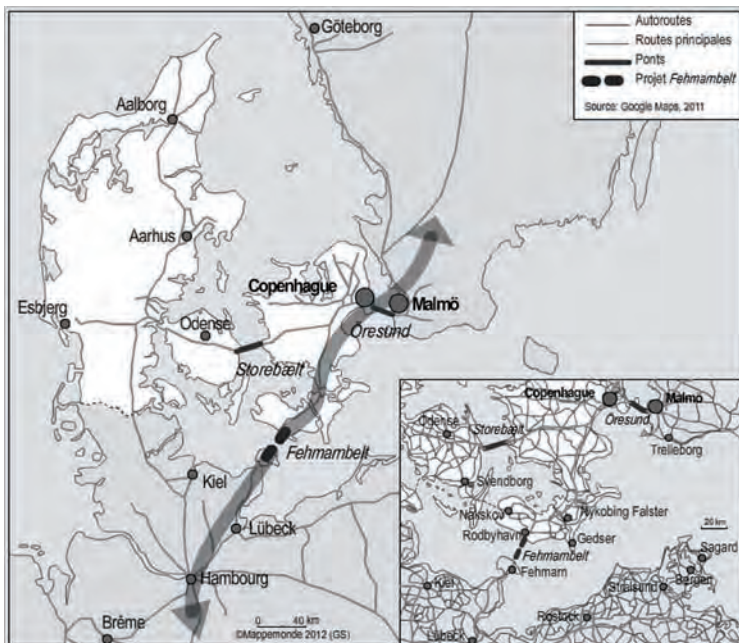 Göteborg
Autoroutes
Routes principales
Ponts
Projet Fehmambelt
Source: Google Maps, 2011
Aalborg
Aarhus
Copenhague
Malmö
Esbjerg
Odense
Öresund
Storebælt
Fehmambelt
Kiel
Lübeck
Hambourg
Brême
0 40 km
©Mappemonde 2012 (GS)
Copenhague
Malmö
Odense
Storebælt
Öresund
Trelleborg
Svendborg
Nakskov
Nykobing Falster
Rodbyhavn
Gedser
20 km
Fehmambelt
Fehmarn
Sagard
Bergen
Kiel
Stralsund
Rostock
Lübeck